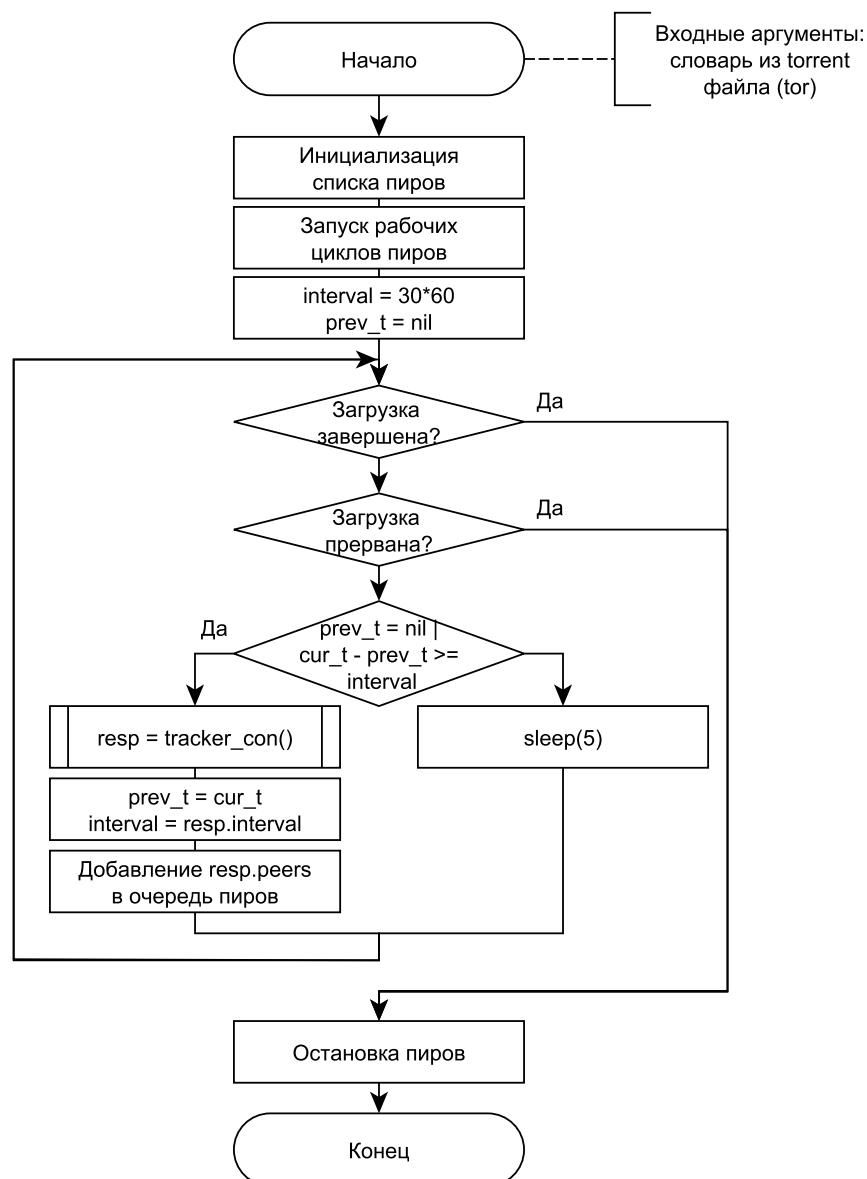 Начало
Входные аргументы:
словарь из torrent
файла (tor)
Инициализация
списка пиров
Запуск рабочих
циклов пиров
interval = 30*60
prev_t = nil
Загрузка
завершена?
Да
Загрузка
прервана?
Да
Да
prev_t = nil |
cur_t - prev_t >=
interval
resp = tracker_con()
sleep(5)
prev_t = cur_t
interval = resp.interval
Добавление resp.peers
в очередь пиров
Остановка пиров
Конец